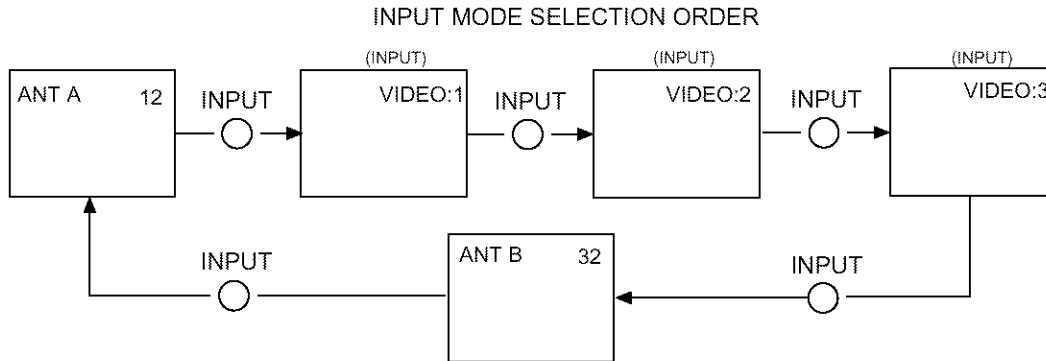 INPUT MODE SELECTION ORDER
(INPUT)
(INPUT)
(INPUT)
ANT A 12
INPUT
VIDEO:1
INPUT
VIDEO:2
INPUT
VIDEO:3
INPUT
ANT B 32
INPUT